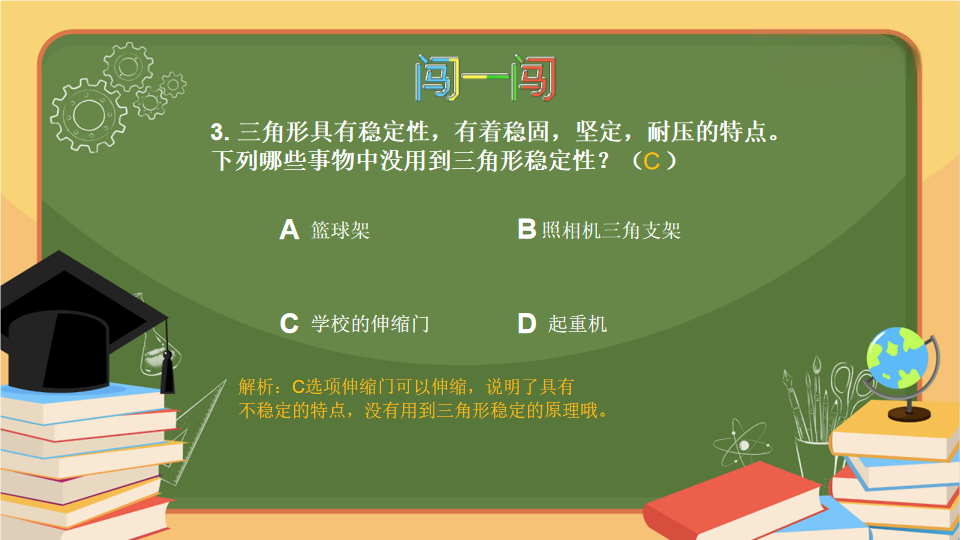 闯一闯
3. 三角形具有稳定性，有着稳固，坚定，耐压的特点。
下列哪些事物中没用到三角形稳定性？（C ）
A 篮球架
B 照相机三角支架
C 学校的伸缩门
D 起重机
解析：C选项伸缩门可以伸缩，说明了具有
不稳定的特点，没有用到三角形稳定的原理哦。